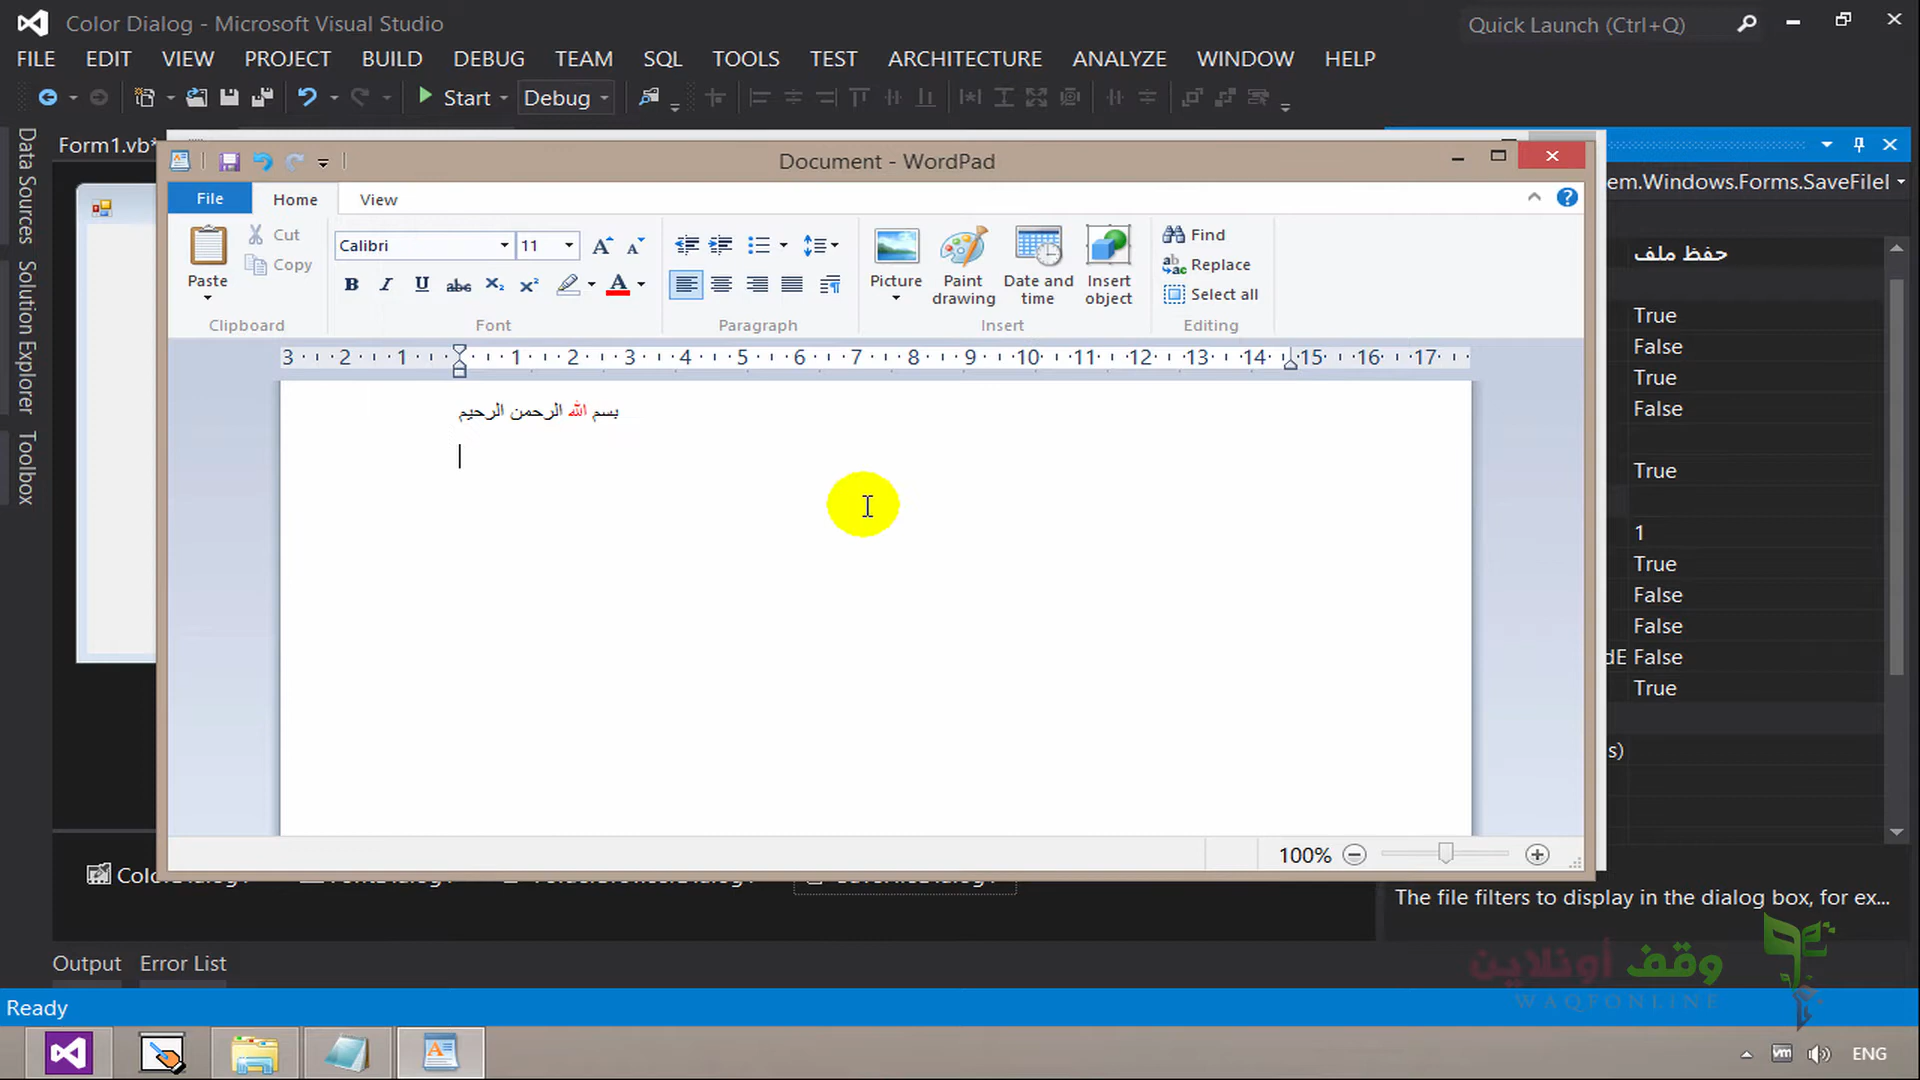 Color Dialog - Microsoft Visual Studio
Quick Launch (Ctrl+Q)
FILE EDIT VIEW PROJECT BUILD DEBUG TEAM SQL TOOLS TEST ARCHITECTURE ANALYZE WINDOW HELP
Start Debug
Form1.vb*
Data Sources
Solution Explorer
Toolbox
Document - WordPad
File Home View
Paste
Cut
Copy
Clipboard
Calibri 11
Font
Paragraph
Picture
Paint drawing
Date and time
Insert object
Insert
Find
Replace
Select all
Editing
3 2 1 1 2 3 4 5 6 7 8 9 10 11 12 13 14 15 16 17
بسم الله الرحمن الرحيم
100%
em.Windows.Forms.SaveFileI
حفظ ملف
True
False
True
False
True
1
True
False
False
dE False
True
s)
The file filters to display in the dialog box, for ex...
Output Error List
وقف أونلاين
WAQFONLINE
Ready
ENG